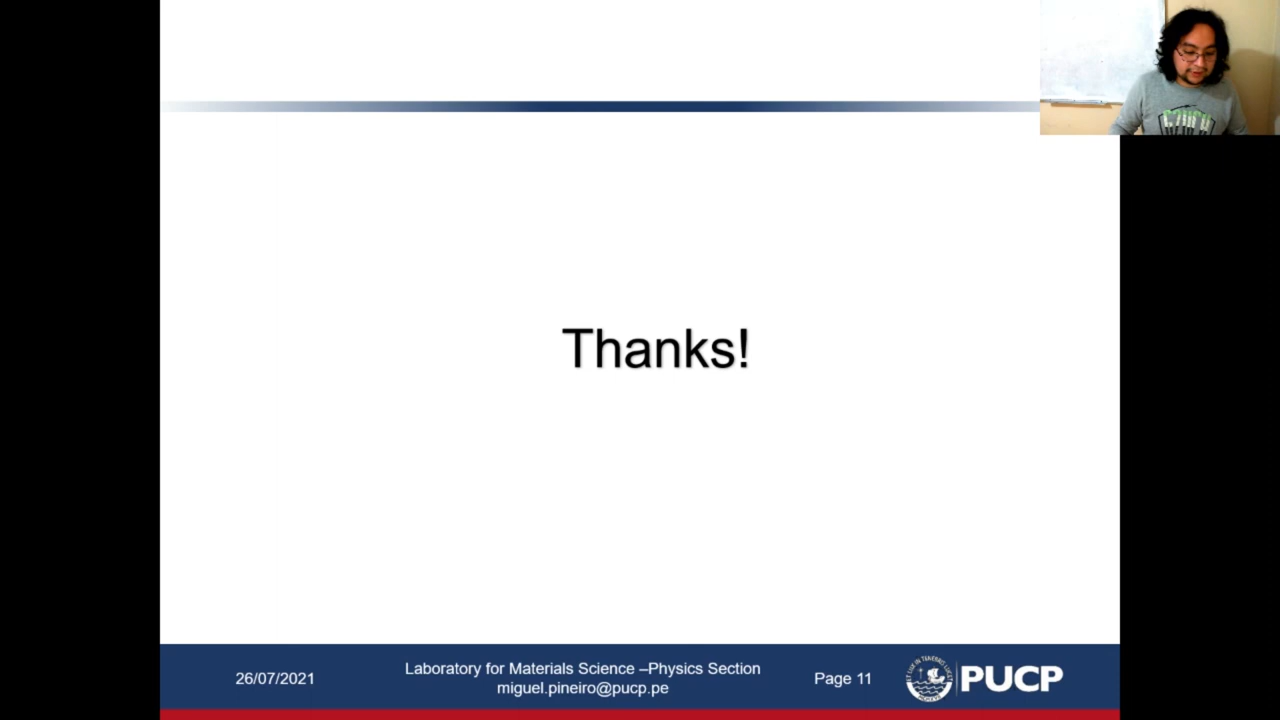 Thanks!
26/07/2021
Laboratory for Materials Science –Physics Section
miguel.pineiro@pucp.pe
Page 11
PUCP